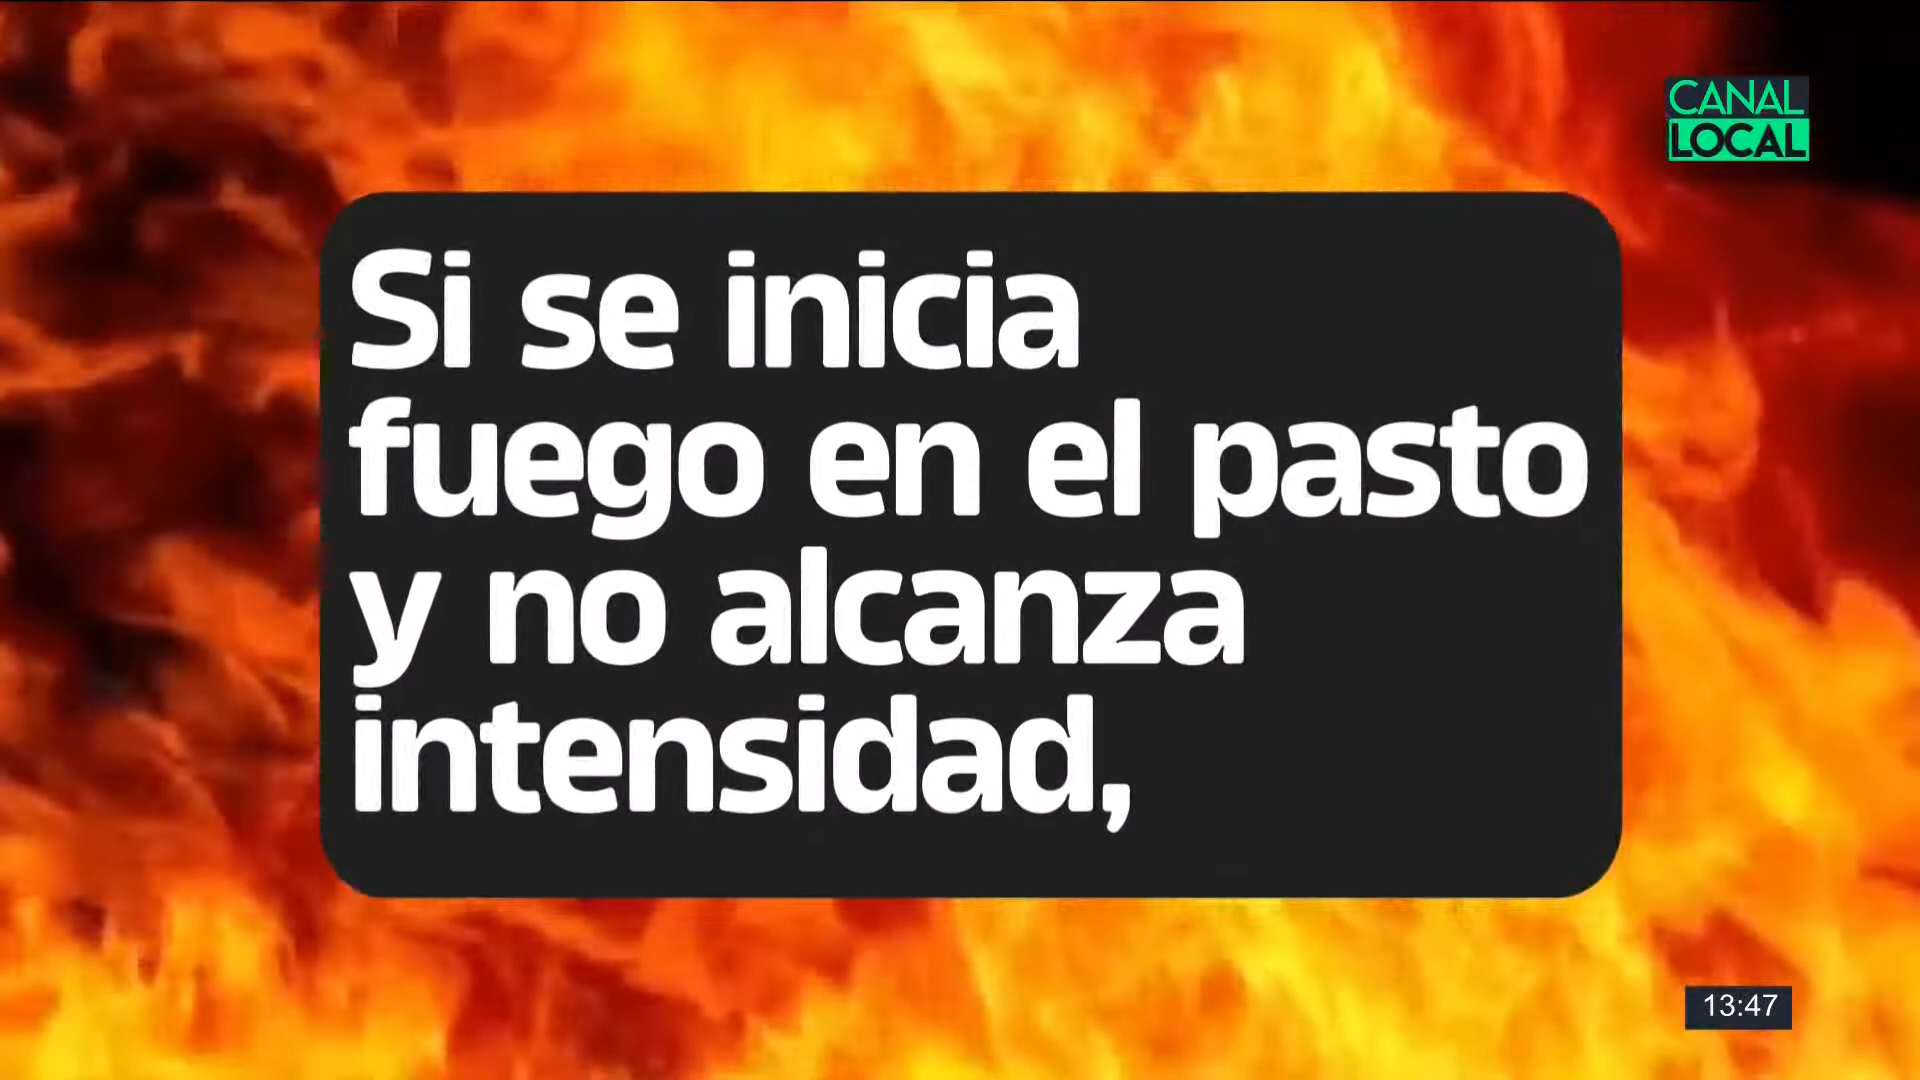 CANAL
LOCAL
Si se inicia
fuego en el pasto
y no alcanza
intensidad,
13:47